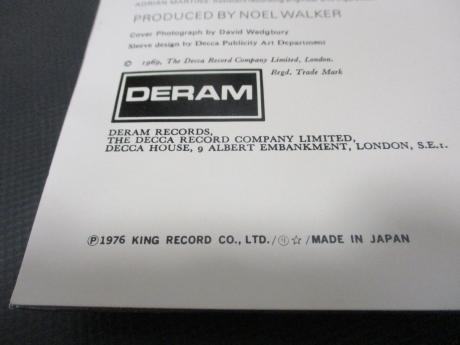 PRODUCED BY NOEL WALKER
Cover Photograph by David Wedgbury
Sleeve design by Decca Publicity Art Department
© 1969, The Decca Record Company Limited, London.
Regd. Trade Mark
DERAM
DERAM RECORDS,
THE DECCA RECORD COMPANY LIMITED,
DECCA HOUSE, 9 ALBERT EMBANKMENT, LONDON, S.E.1.
Ⓟ1976 KING RECORD CO., LTD./㋷☆/MADE IN JAPAN